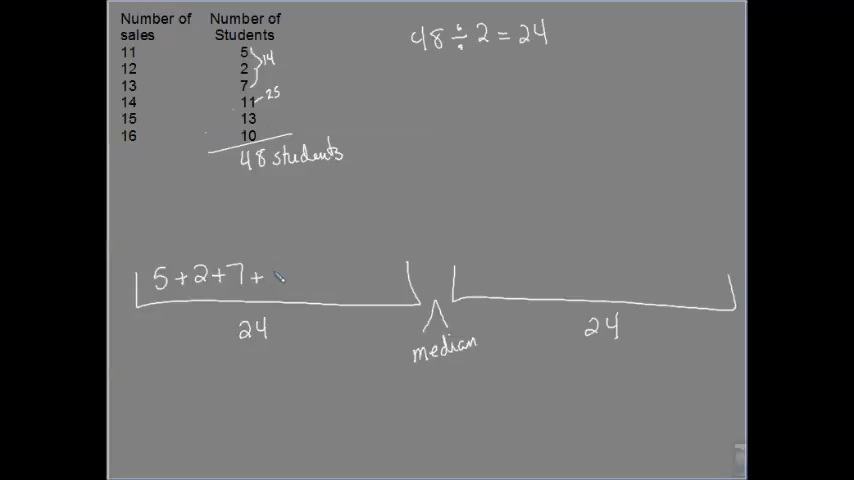 Number of sales Number of Students
11 5
12 2
13 7
14 11
15 13
16 10
14
25
48 students
48 ÷ 2 = 24
5+2+7+
24
24
median